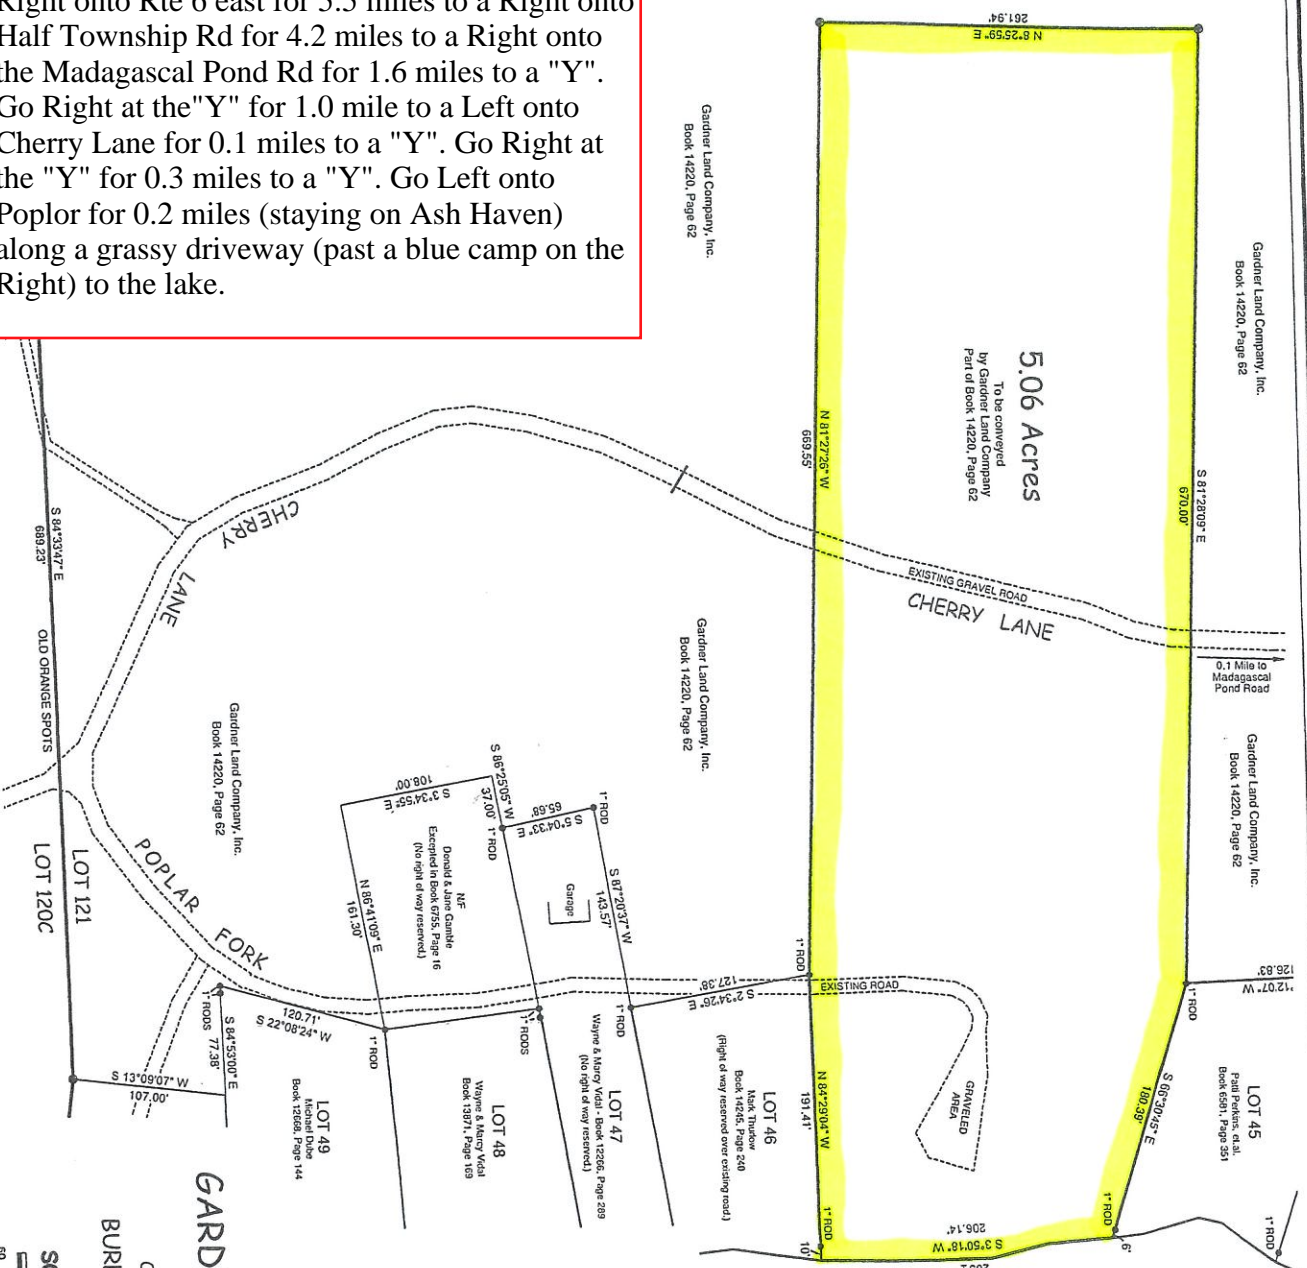 Right onto Rte 6 east for 5.5 miles to a Right onto
Half Township Rd for 4.2 miles to a Right onto
the Madagascal Pond Rd for 1.6 miles to a "Y".
Go Right at the"Y" for 1.0 mile to a Left onto
Cherry Lane for 0.1 miles to a "Y". Go Right at
the "Y" for 0.3 miles to a "Y". Go Left onto
Poplor for 0.2 miles (staying on Ash Haven)
along a grassy driveway (past a blue camp on the
Right) to the lake.
N 8°25'59" E
261.94'
Gardner Land Company, Inc.
Book 14220, Page 62
Gardner Land Company, Inc.
Book 14220, Page 62
5.06 Acres
To be conveyed
by Gardner Land Company
Part of Book 14220, Page 62
N 81°27'26" W
669.55'
S 81°28'09" E
670.00'
EXISTING GRAVEL ROAD
CHERRY LANE
0.1 Mile to
Madagascal
Pond Road
CHERRY
LANE
S 84°33'47" E
689.23'
OLD ORANGE SPOTS
Gardner Land Company, Inc.
Book 14220, Page 62
Gardner Land Company, Inc.
Book 14220, Page 62
Gardner Land Company, Inc.
Book 14220, Page 62
LOT 121
LOT 120C
POPLAR
FORK
S 3°34'55" E
108.00'
S 86°25'05" W
37.00'
1" ROD
S 5°04'33" E
65.68'
1" ROD
S 87°20'37" W
143.57'
Garage
N/F
Donald & Jane Gamble
Excepted in Book 6755, Page 16
(No right of way reserved.)
N 86°41'09" E
161.30'
1" ROD
S 2°34'26" E
127.38'
EXISTING ROAD
1" ROD
1" RODS
1" ROD
120.71'
S 22°08'24" W
1" RODS
S 84°53'00" E
77.38'
S 13°09'07" W
107.00'
LOT 49
Michael Dube
Book 12668, Page 144
LOT 48
Wayne & Marcy Vidal
Book 13871, Page 169
LOT 47
Wayne & Marcy Vidal - Book 12266, Page 289
(No right of way reserved.)
LOT 46
Mark Thurlow
Book 14245, Page 240
(Right of way reserved over existing road.)
N 84°29'04" W
191.41'
GRAVELED
AREA
S 66°30'45" E
180.39'
1" ROD
°12'07" W
126.83'
LOT 45
Patti Perkins, et.al.
Book 6581, Page 351
1" ROD
1" ROD
1" ROD
206.14'
S 3°50'18" W
10'
6'
GARD
BURL